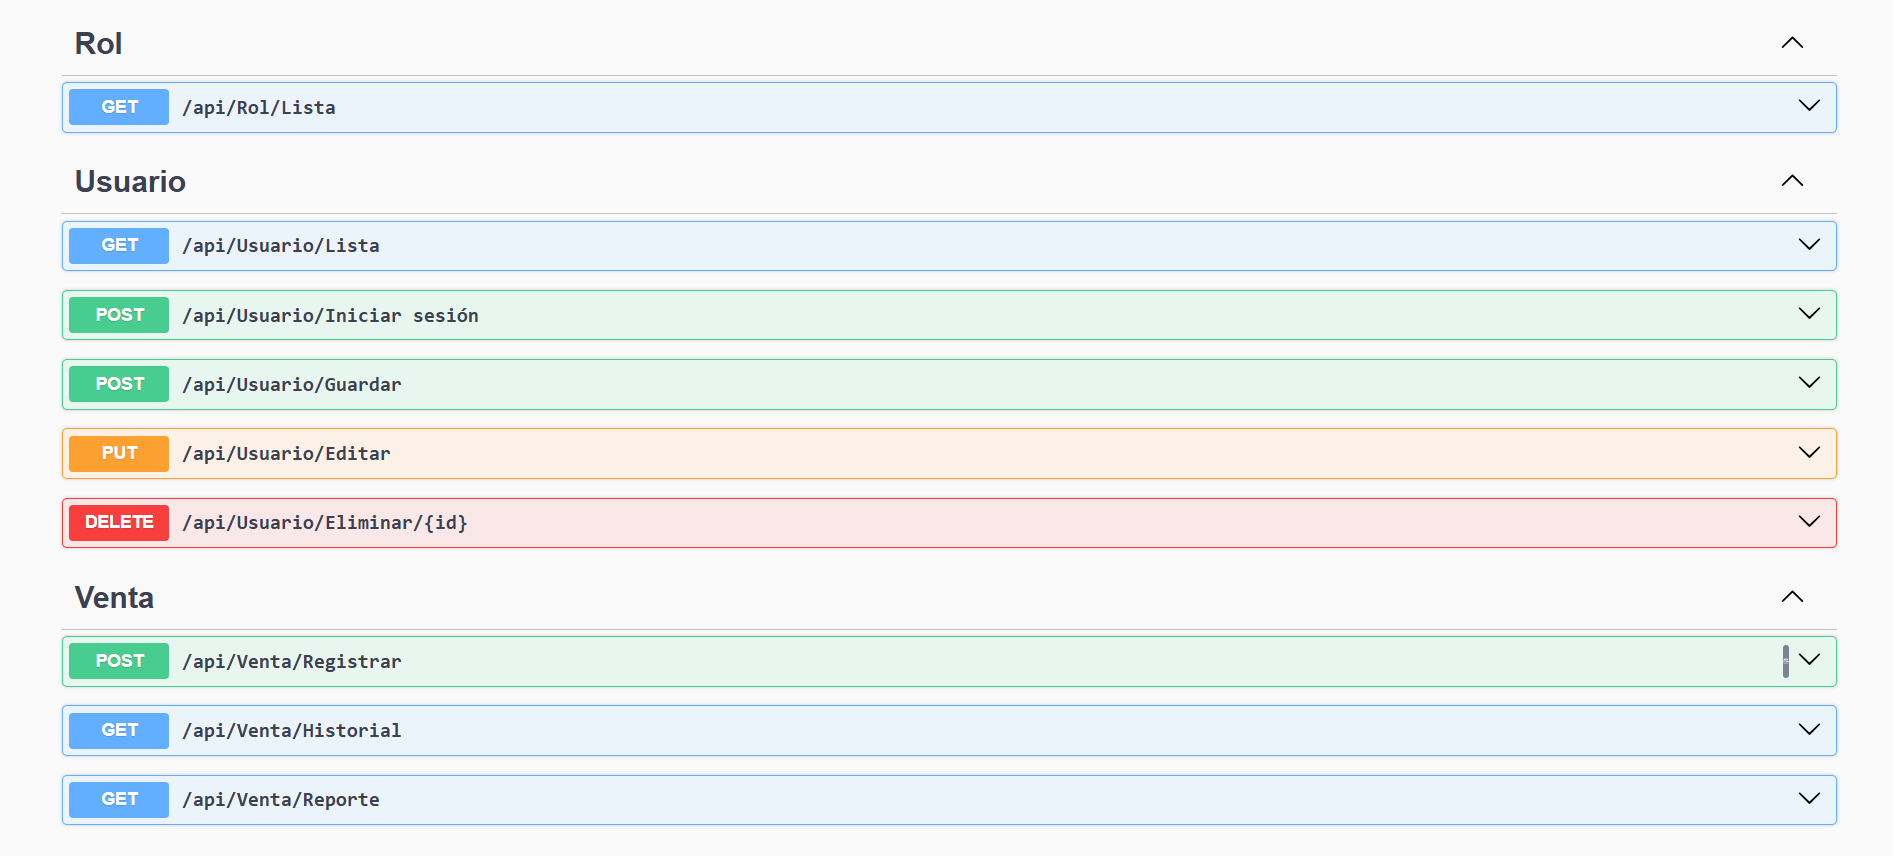 Rol
GET /api/Rol/Lista
Usuario
GET /api/Usuario/Lista
POST /api/Usuario/Iniciar sesión
POST /api/Usuario/Guardar
PUT /api/Usuario/Editar
DELETE /api/Usuario/Eliminar/{id}
Venta
POST /api/Venta/Registrar
GET /api/Venta/Historial
GET /api/Venta/Reporte